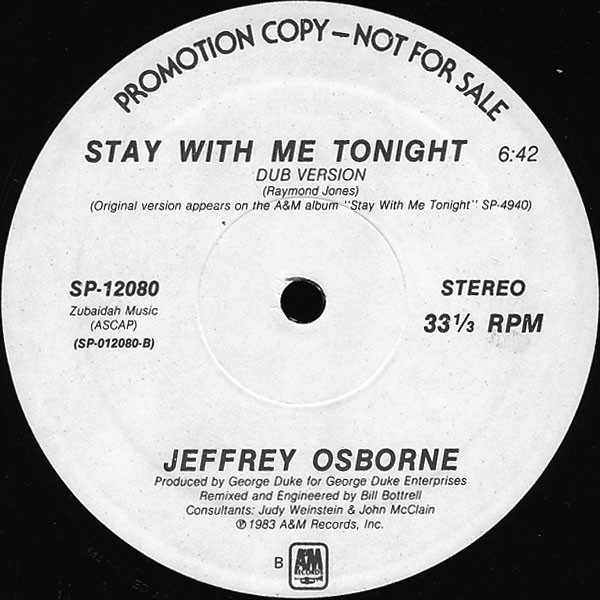 PROMOTION COPY—NOT FOR SALE
STAY WITH ME TONIGHT 6:42
DUB VERSION
(Raymond Jones)
(Original version appears on the A&M album "Stay With Me Tonight" SP-4940)
SP-12080
Zubaidah Music
(ASCAP)
(SP-012080-B)
STEREO
33 1/3 RPM
JEFFREY OSBORNE
Produced by George Duke for George Duke Enterprises
Remixed and Engineered by Bill Bottrell
Consultants: Judy Weinstein & John McClain
℗ 1983 A&M Records, Inc.
B
A&M
RECORDS